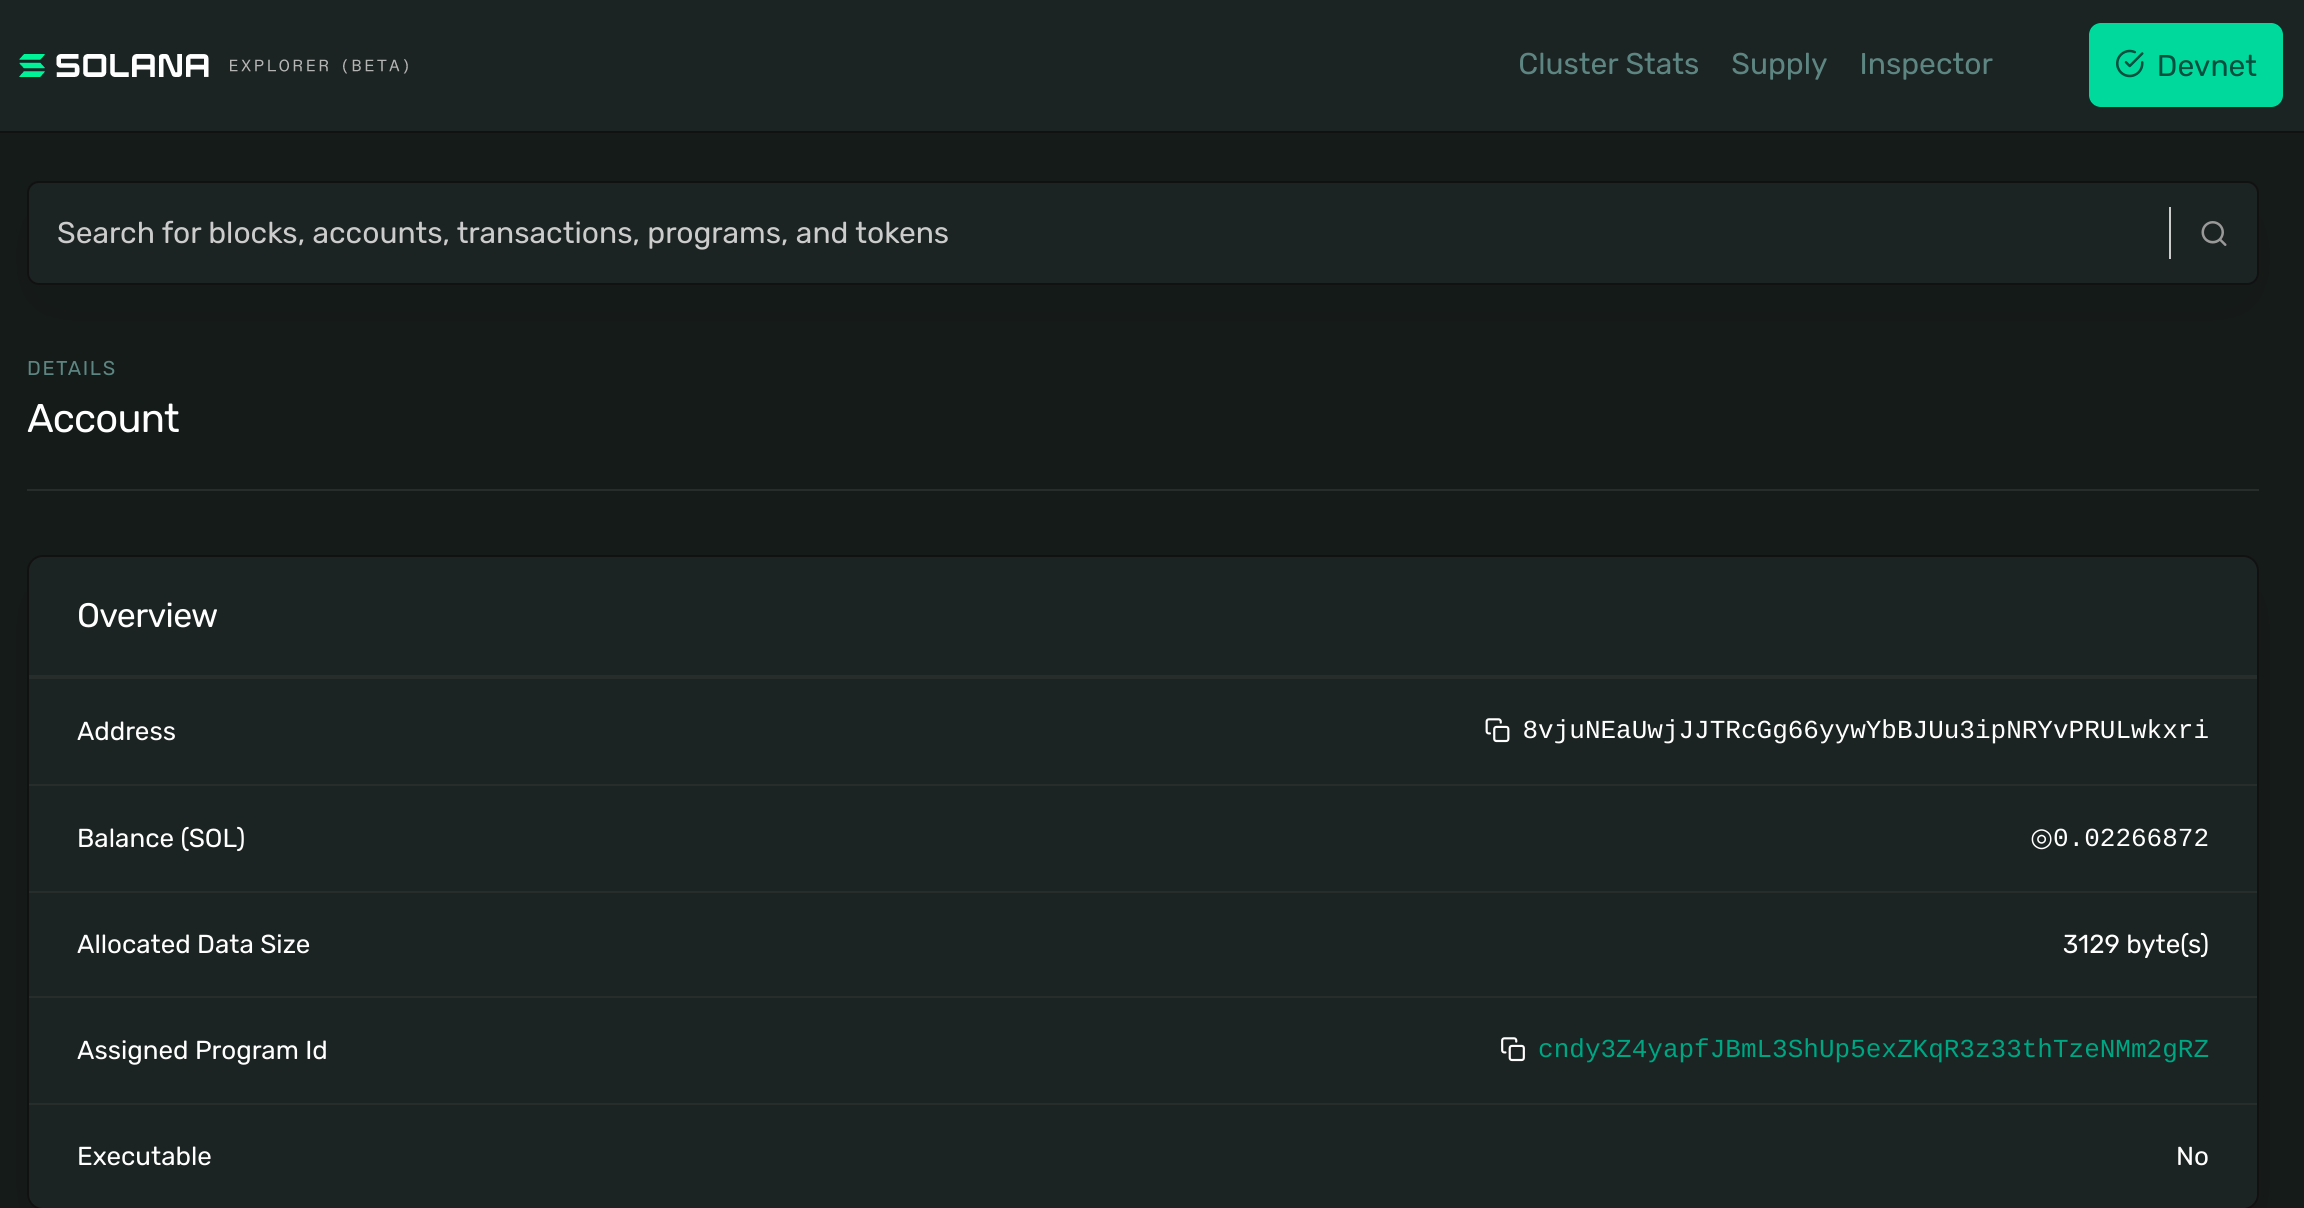 SOLANA EXPLORER (BETA) Cluster Stats Supply Inspector Devnet
Search for blocks, accounts, transactions, programs, and tokens
DETAILS
Account
Overview
Address 8vjuNEaUwjJJTRcGg66yywYbBJUu3ipNRYvPRULwkxri
Balance (SOL) ◎0.02266872
Allocated Data Size 3129 byte(s)
Assigned Program Id cndy3Z4yapfJBmL3ShUp5exZKqR3z33thTzeNMm2gRZ
Executable No